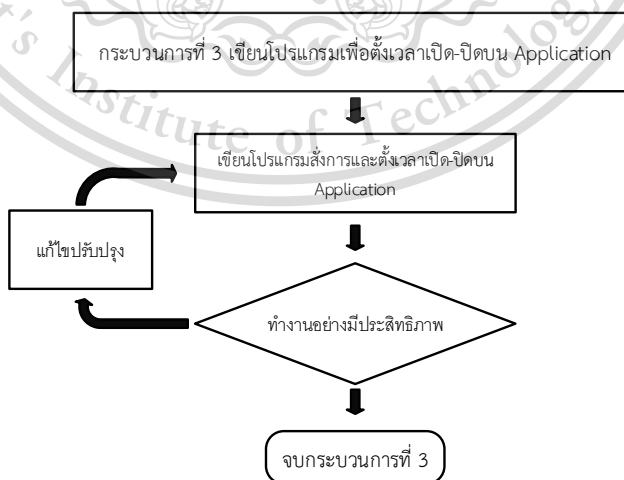 กระบวนการที่ 3 เขียนโปรแกรมเพื่อตั้งเวลาเปิด-ปิดบน Application
's Institute of Technology
เขียนโปรแกรมสั่งการและตั้งเวลาเปิด-ปิดบน
Application
แก้ไขปรับปรุง
ทำงานอย่างมีประสิทธิภาพ
จบกระบวนการที่ 3